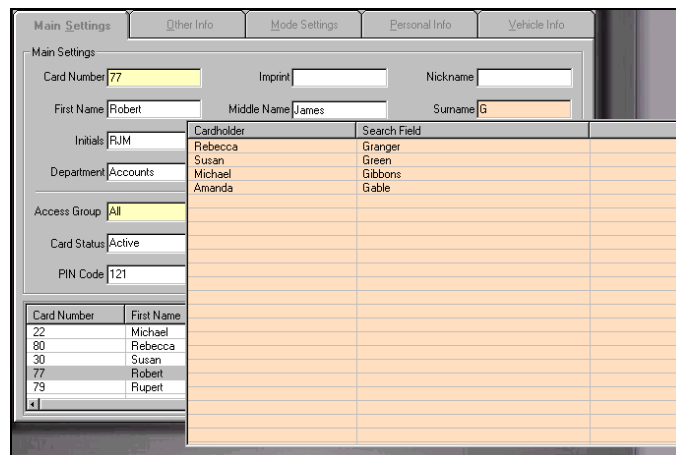 Main Settings Other Info Mode Settings Personal Info Vehicle Info
Main Settings
Card Number 77 Imprint Nickname
First Name Robert Middle Name James Surname G
Initials RJM
Department Accounts
Access Group All
Card Status Active
PIN Code 121
Cardholder Search Field
Rebecca Granger
Susan Green
Michael Gibbons
Amanda Gable
Card Number First Name
22 Michael
80 Rebecca
30 Susan
77 Robert
79 Rupert